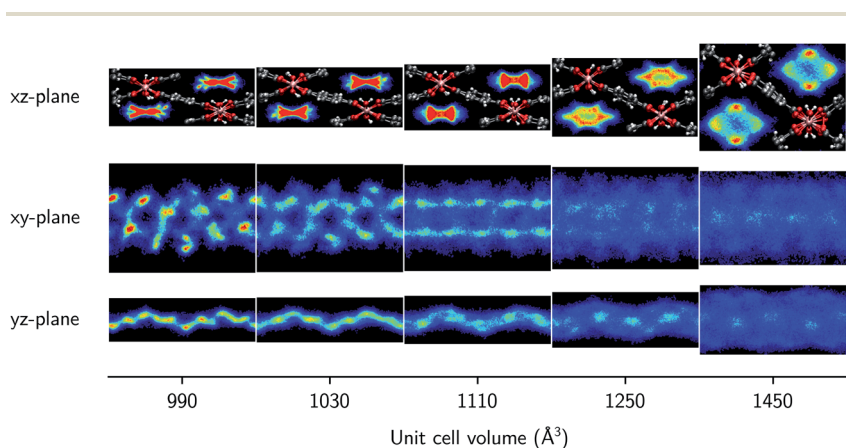 xz-plane
xy-plane
yz-plane
990 1030 1110 1250 1450
Unit cell volume (Å³)